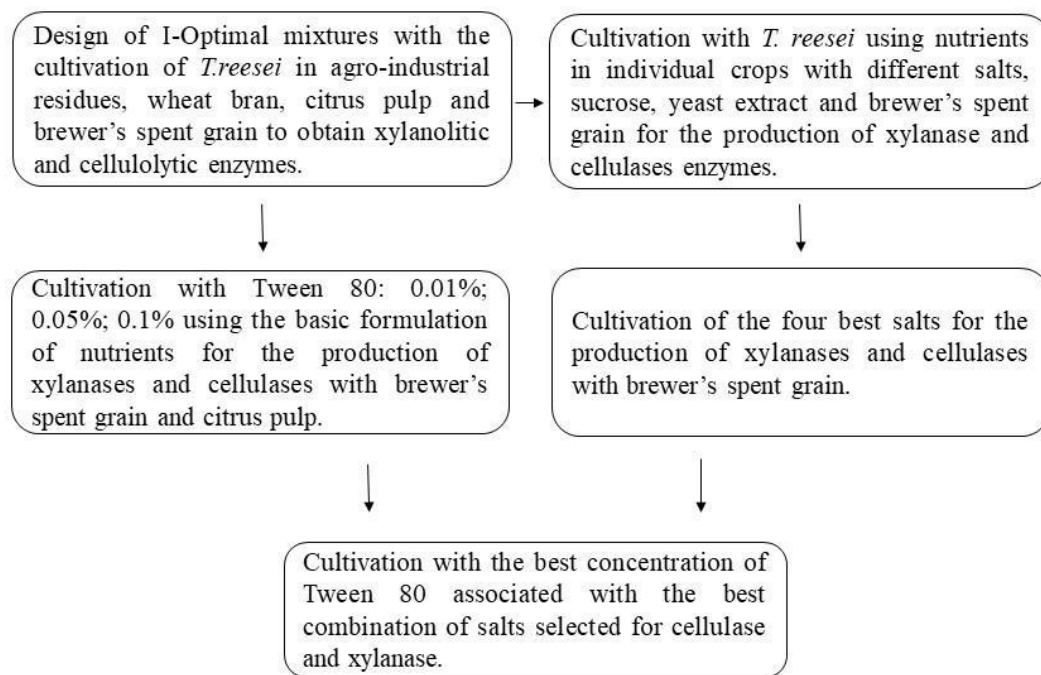 Design of I-Optimal mixtures with the
cultivation of T.reesei in agro-industrial
residues, wheat bran, citrus pulp and
brewer’s spent grain to obtain xylanolitic
and cellulolytic enzymes.
Cultivation with T. reesei using nutrients
in individual crops with different salts,
sucrose, yeast extract and brewer’s spent
grain for the production of xylanase and
cellulases enzymes.
Cultivation with Tween 80: 0.01%;
0.05%; 0.1% using the basic formulation
of nutrients for the production of
xylanases and cellulases with brewer’s
spent grain and citrus pulp.
Cultivation of the four best salts for the
production of xylanases and cellulases
with brewer’s spent grain.
Cultivation with the best concentration of
Tween 80 associated with the best
combination of salts selected for cellulase
and xylanase.